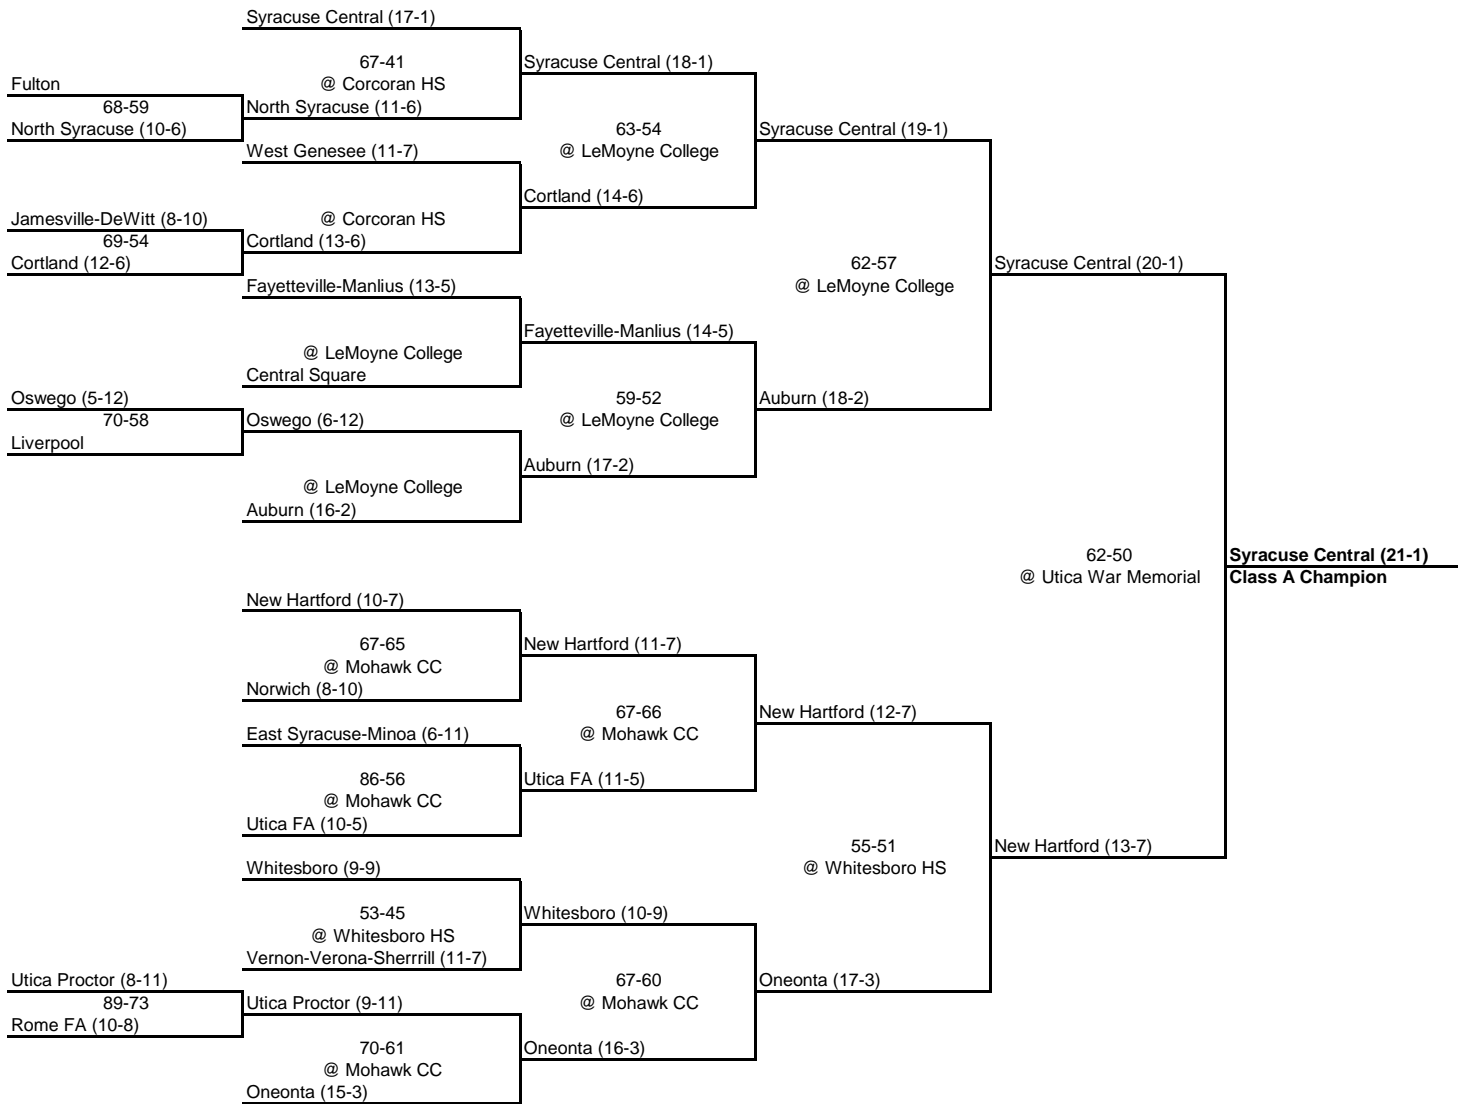 Syracuse Central (17-1)
67-41
@ Corcoran HS
Syracuse Central (18-1)
Fulton
68-59
North Syracuse (11-6)
North Syracuse (10-6)
63-54
@ LeMoyne College
Syracuse Central (19-1)
West Genesee (11-7)
Cortland (14-6)
Jamesville-DeWitt (8-10)
@ Corcoran HS
69-54
Cortland (13-6)
Cortland (12-6)
62-57
@ LeMoyne College
Syracuse Central (20-1)
Fayetteville-Manlius (13-5)
Fayetteville-Manlius (14-5)
@ LeMoyne College
Central Square
Oswego (5-12)
59-52
@ LeMoyne College
Auburn (18-2)
70-58
Oswego (6-12)
Liverpool
Auburn (17-2)
@ LeMoyne College
Auburn (16-2)
62-50
@ Utica War Memorial
Syracuse Central (21-1)
Class A Champion
New Hartford (10-7)
67-65
@ Mohawk CC
New Hartford (11-7)
Norwich (8-10)
67-66
@ Mohawk CC
New Hartford (12-7)
East Syracuse-Minoa (6-11)
86-56
@ Mohawk CC
Utica FA (11-5)
Utica FA (10-5)
55-51
@ Whitesboro HS
New Hartford (13-7)
Whitesboro (9-9)
53-45
@ Whitesboro HS
Whitesboro (10-9)
Vernon-Verona-Sherrrill (11-7)
Utica Proctor (8-11)
67-60
@ Mohawk CC
Oneonta (17-3)
89-73
Utica Proctor (9-11)
Rome FA (10-8)
70-61
@ Mohawk CC
Oneonta (16-3)
Oneonta (15-3)